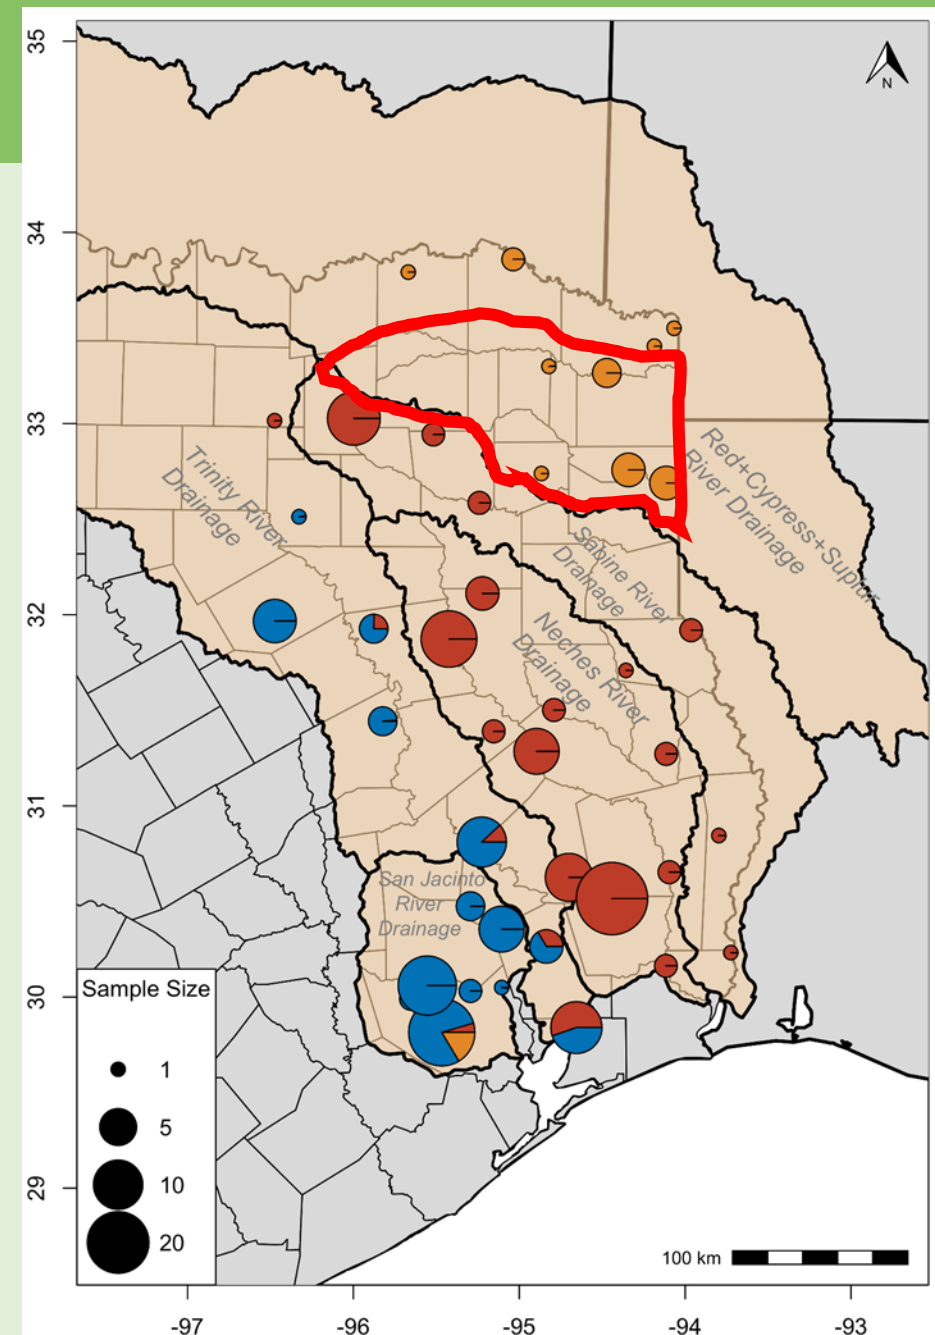 35
34
33
32
31
30
29
N
Trinity River
Drainage
Red+Cypress+Sulpur
River Drainage
Sabine River
Drainage
Neches River
Drainage
San Jacinto
River
Drainage
Sample Size
1
5
10
20
100 km
-97
-96
-95
-94
-93